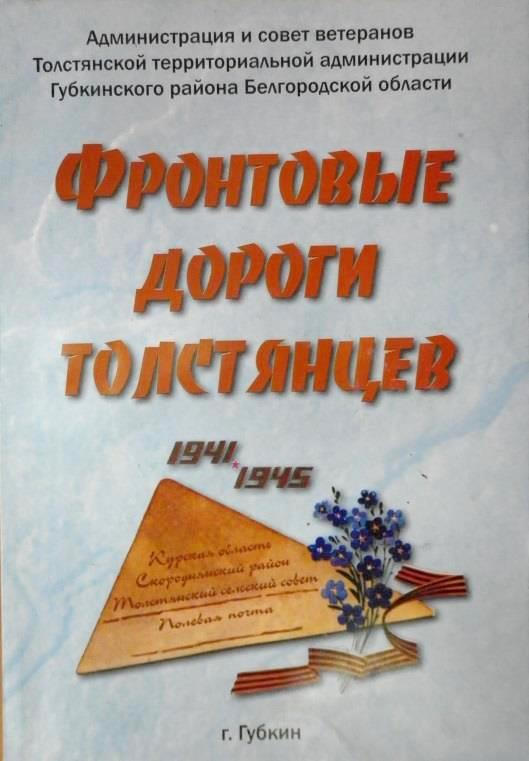 Администрация и совет ветеранов
Толстянской территориальной администрации
Губкинского района Белгородской области
ФРОНТОВЫЕ
ДОРОГИ
ТОЛСТЯНЦЕВ
1941
1945
Курская область
Скороднянский район
Толстянский сельский совет
Полевая почта
г. Губкин